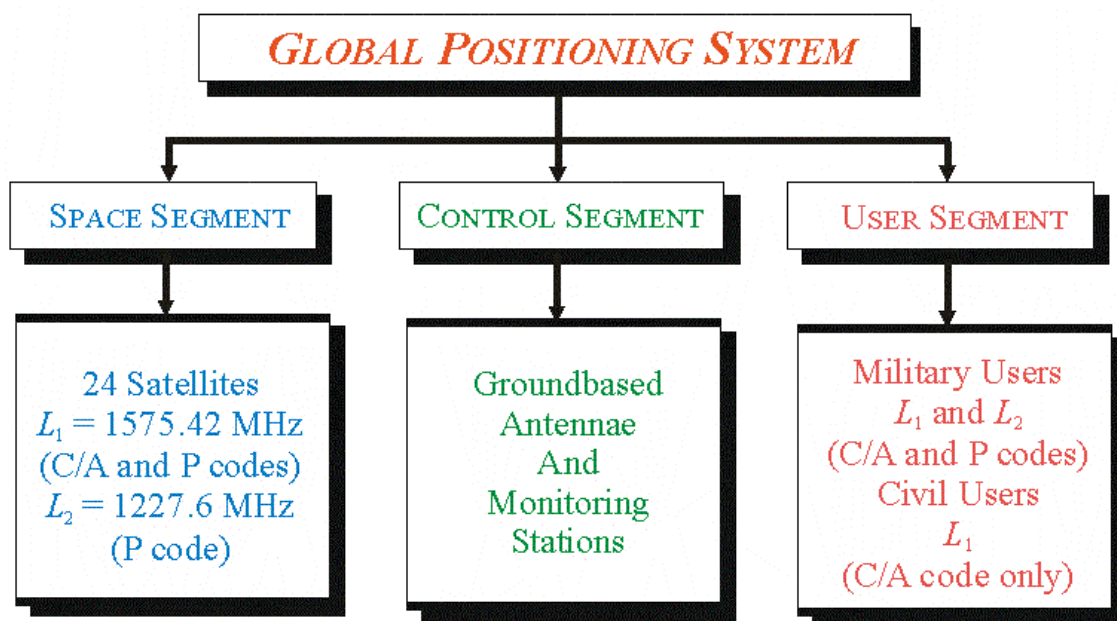 GLOBAL POSITIONING SYSTEM
SPACE SEGMENT
CONTROL SEGMENT
USER SEGMENT
24 Satellites
L₁ = 1575.42 MHz
(C/A and P codes)
L₂ = 1227.6 MHz
(P code)
Groundbased
Antennae
And
Monitoring
Stations
Military Users
L₁ and L₂
(C/A and P codes)
Civil Users
L₁
(C/A code only)